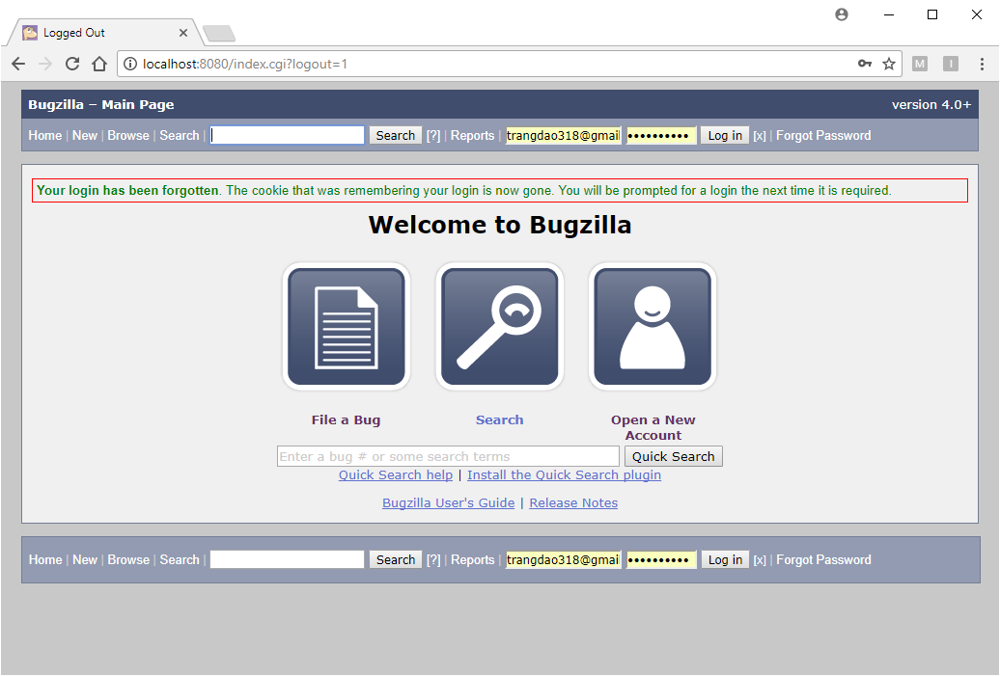 Logged Out
localhost:8080/index.cgi?logout=1
M
I
Bugzilla – Main Page version 4.0+
Home | New | Browse | Search | Search [?] | Reports | trangdao318@gmail •••••••••• Log in [x] | Forgot Password
Your login has been forgotten. The cookie that was remembering your login is now gone. You will be prompted for a login the next time it is required.
Welcome to Bugzilla
File a Bug
Search
Open a New
Account
Enter a bug # or some search terms Quick Search
Quick Search help | Install the Quick Search plugin
Bugzilla User's Guide | Release Notes
Home | New | Browse | Search | Search [?] | Reports | trangdao318@gmail •••••••••• Log in [x] | Forgot Password